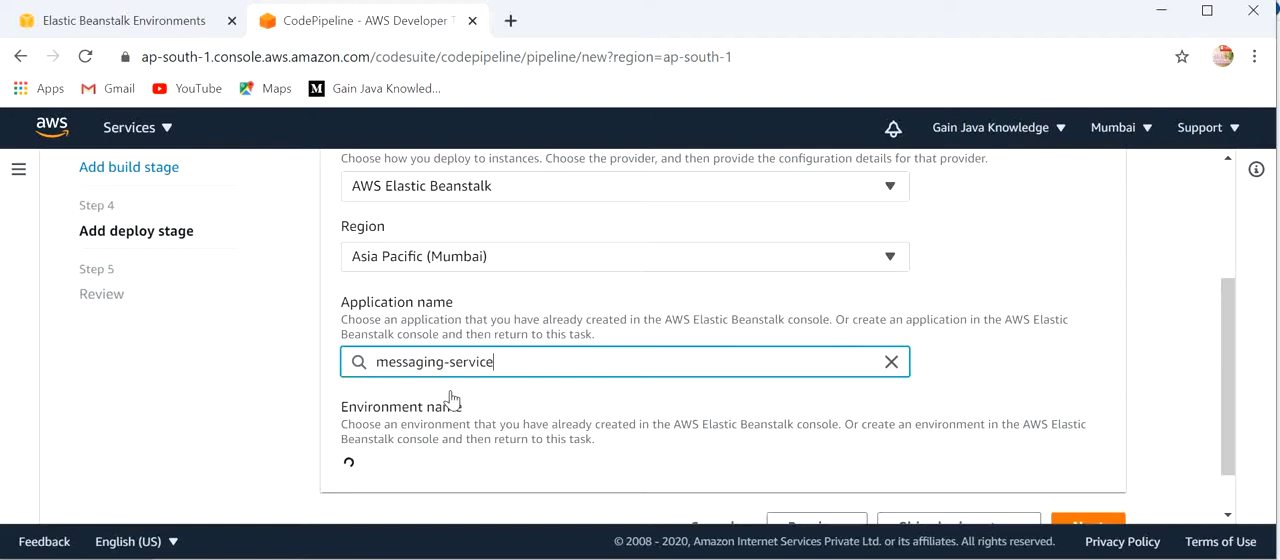 Elastic Beanstalk Environments
CodePipeline - AWS Developer T
ap-south-1.console.aws.amazon.com/codesuite/codepipeline/pipeline/new?region=ap-south-1
Apps Gmail YouTube Maps Gain Java Knowled...
aws Services Gain Java Knowledge Mumbai Support
Add build stage
Step 4
Add deploy stage
Step 5
Review
Choose how you deploy to instances. Choose the provider, and then provide the configuration details for that provider.
AWS Elastic Beanstalk
Region
Asia Pacific (Mumbai)
Application name
Choose an application that you have already created in the AWS Elastic Beanstalk console. Or create an application in the AWS Elastic
Beanstalk console and then return to this task.
messaging-service
Environment name
Choose an environment that you have already created in the AWS Elastic Beanstalk console. Or create an environment in the AWS Elastic
Beanstalk console and then return to this task.
Feedback English (US) © 2008 - 2020, Amazon Internet Services Private Ltd. or its affiliates. All rights reserved. Privacy Policy Terms of Use